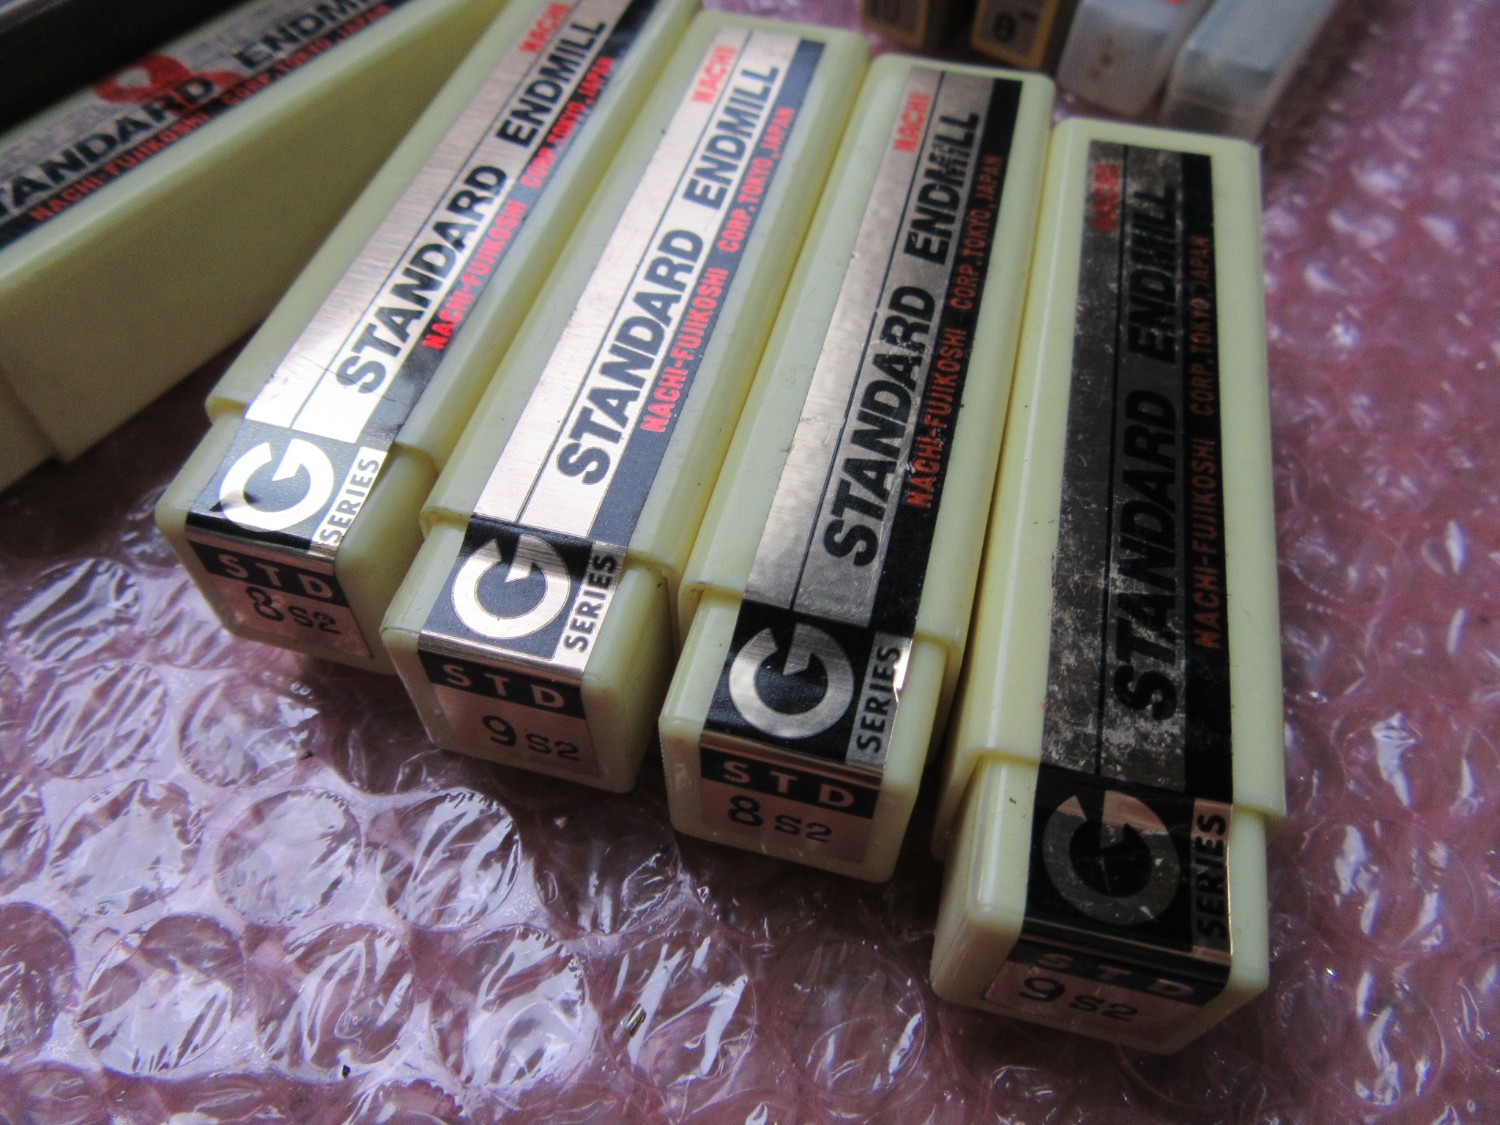 STANDARD ENDMILL
NACHI-FUJIKOSHI CORP.TOKYO,JAPAN
NACHI
STANDARD ENDMILL
NACHI-FUJIKOSHI CORP.TOKYO,JAPAN
G SERIES
STD
8 S2
NACHI
STANDARD ENDMILL
NACHI-FUJIKOSHI CORP.TOKYO,JAPAN
G SERIES
STD
9 S2
NACHI
STANDARD ENDMILL
NACHI-FUJIKOSHI CORP.TOKYO,JAPAN
G SERIES
STD
8 S2
NACHI
STANDARD ENDMILL
NACHI-FUJIKOSHI CORP.TOKYO,JAPAN
G SERIES
STD
9 S2